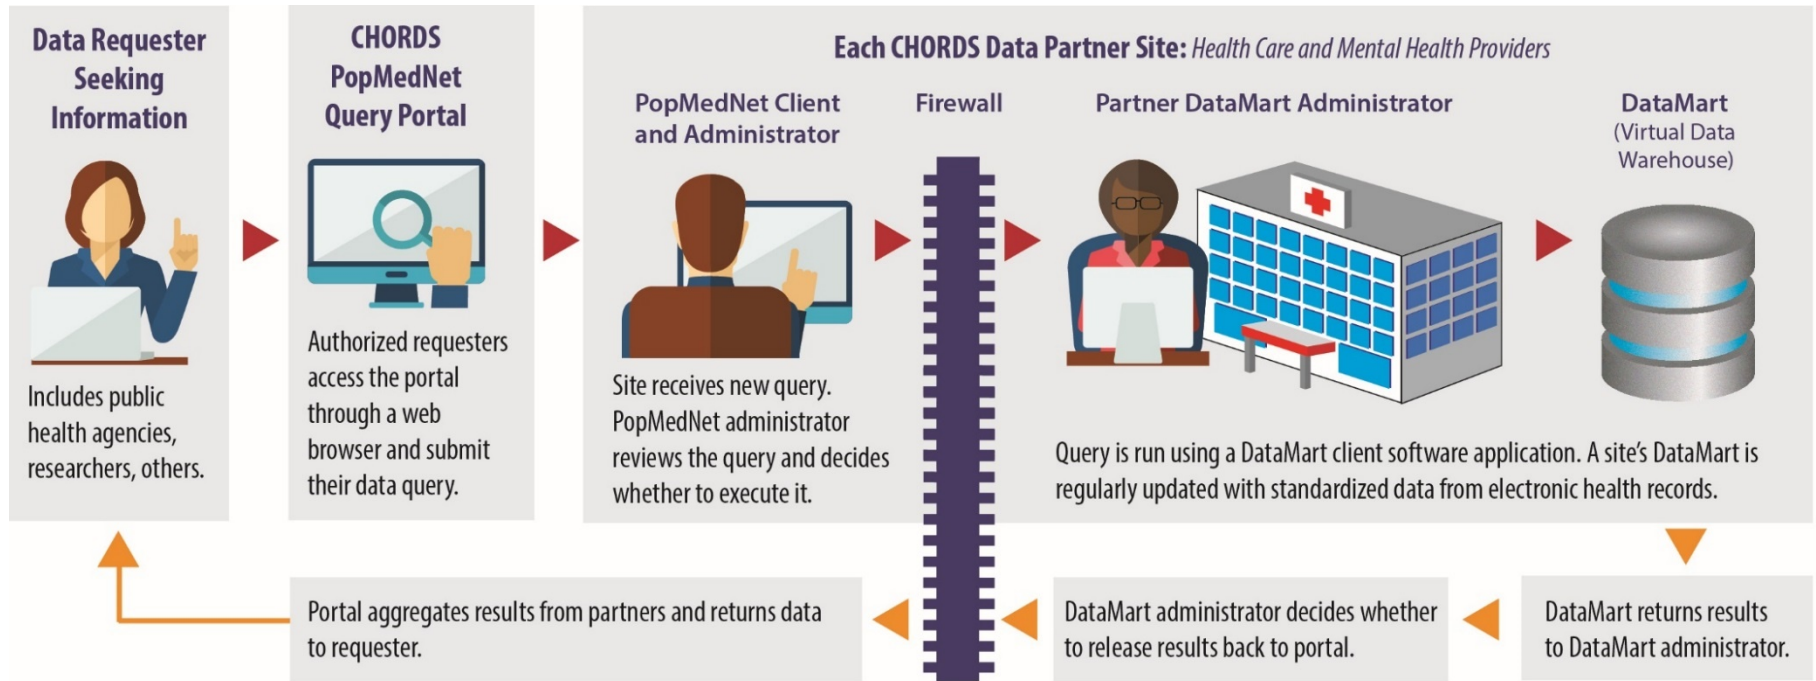 Data Requester
Seeking
Information
Includes public
health agencies,
researchers, others.
CHORDS
PopMedNet
Query Portal
Authorized requesters
access the portal
through a web
browser and submit
their data query.
Each CHORDS Data Partner Site: Health Care and Mental Health Providers
PopMedNet Client
and Administrator
Site receives new query.
PopMedNet administrator
reviews the query and decides
whether to execute it.
Firewall
Partner DataMart Administrator
DataMart
(Virtual Data
Warehouse)
Query is run using a DataMart client software application. A site's DataMart is
regularly updated with standardized data from electronic health records.
DataMart returns results
to DataMart administrator.
DataMart administrator decides whether
to release results back to portal.
Portal aggregates results from partners and returns data
to requester.